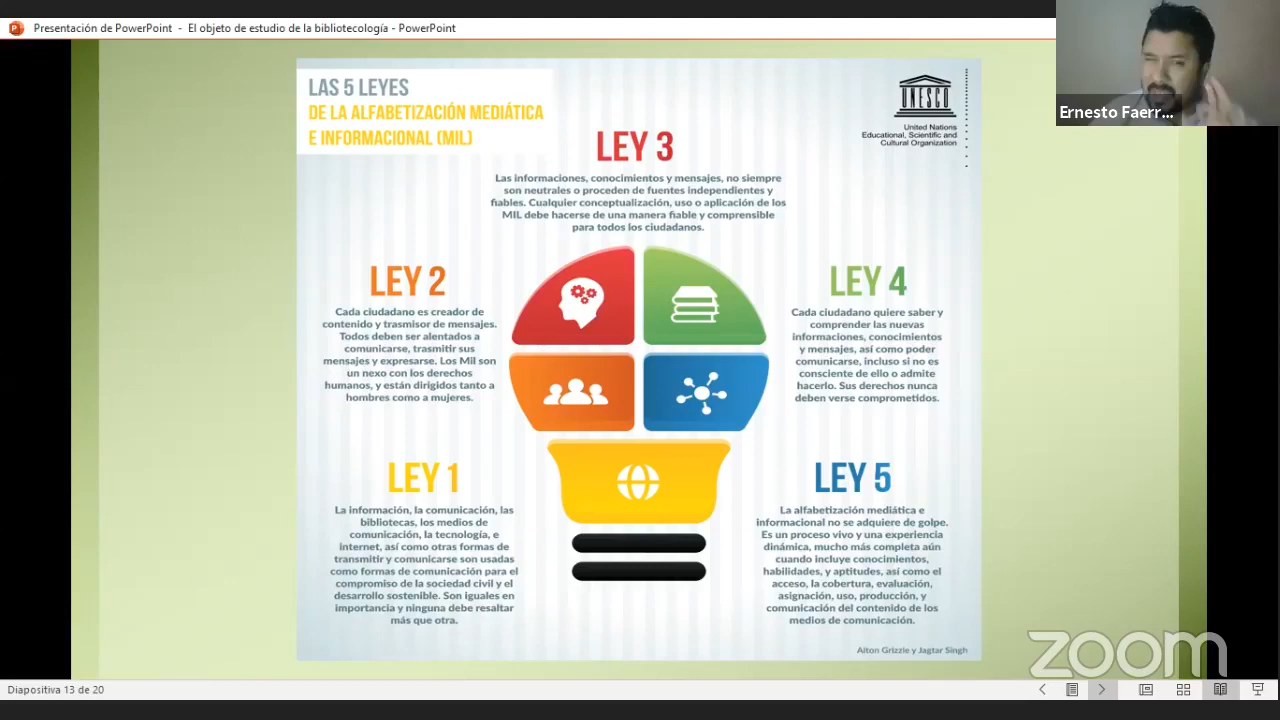 Presentación de PowerPoint - El objeto de estudio de la bibliotecología - PowerPoint
Ernesto Faerr...
LAS 5 LEYES
DE LA ALFABETIZACIÓN MEDIÁTICA
E INFORMACIONAL (MIL)
UNESCO
United Nations
Educational, Scientific and
Cultural Organization
LEY 3
Las informaciones, conocimientos y mensajes, no siempre
son neutrales o proceden de fuentes independientes y
fiables. Cualquier conceptualización, uso o aplicación de los
MIL debe hacerse de una manera fiable y comprensible
para todos los ciudadanos.
LEY 2
Cada ciudadano es creador de
contenido y trasmisor de mensajes.
Todos deben ser alentados a
comunicarse, trasmitir sus
mensajes y expresarse. Los Mil son
un nexo con los derechos
humanos, y están dirigidos tanto a
hombres como a mujeres.
LEY 4
Cada ciudadano quiere saber y
comprender las nuevas
informaciones, conocimientos
y mensajes, así como poder
comunicarse, incluso si no es
consciente de ello o admite
hacerlo. Sus derechos nunca
deben verse comprometidos.
LEY 1
La información, la comunicación, las
bibliotecas, los medios de
comunicación, la tecnología, e
internet, así como otras formas de
transmitir y comunicarse son usadas
como formas de comunicación para el
compromiso de la sociedad civil y el
desarrollo sostenible. Son iguales en
importancia y ninguna debe resaltar
más que otra.
LEY 5
La alfabetización mediática e
informacional no se adquiere de golpe.
Es un proceso vivo y una experiencia
dinámica, mucho más completa aún
cuando incluye conocimientos,
habilidades, y aptitudes, así como el
acceso, la cobertura, evaluación,
asignación, uso, producción, y
comunicación del contenido de los
medios de comunicación.
Alton Grizzle y Jagtar Singh
zoom
Diapositiva 13 de 20